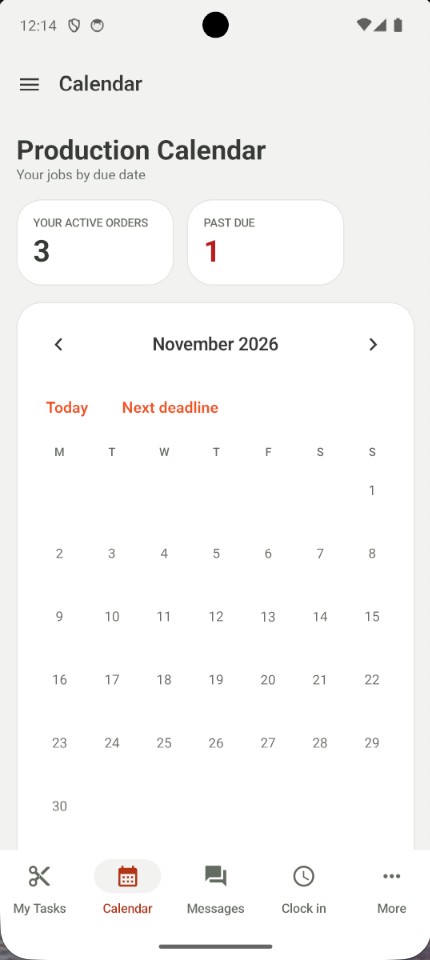 12:14
Calendar
Production Calendar
Your jobs by due date
YOUR ACTIVE ORDERS
3
PAST DUE
1
November 2026
Today Next deadline
M T W T F S S
1
2 3 4 5 6 7 8
9 10 11 12 13 14 15
16 17 18 19 20 21 22
23 24 25 26 27 28 29
30
My Tasks Calendar Messages Clock in More